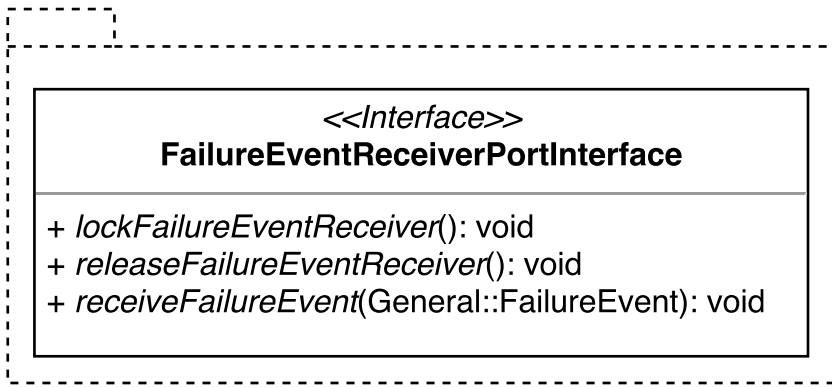 <<Interface>>
FailureEventReceiverPortInterface
+ lockFailureEventReceiver(): void
+ releaseFailureEventReceiver(): void
+ receiveFailureEvent(General::FailureEvent): void